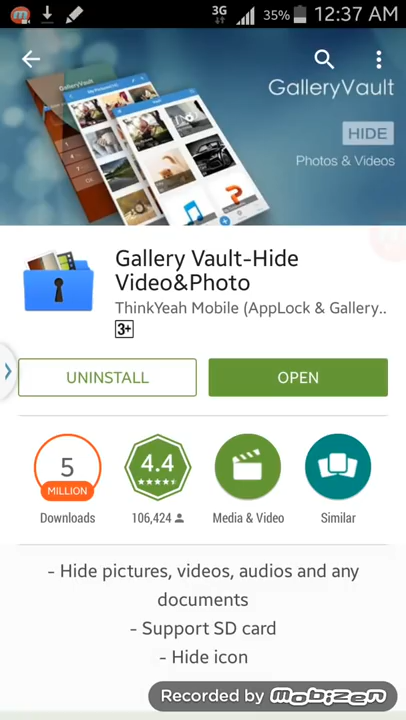 3G 35% 12:37 AM
GalleryVault
HIDE
Photos & Videos
Gallery Vault-Hide
Video&Photo
ThinkYeah Mobile (AppLock & Gallery..
3+
UNINSTALL
OPEN
5
MILLION
4.4
Downloads
106,424
Media & Video
Similar
- Hide pictures, videos, audios and any
documents
- Support SD card
- Hide icon
Recorded by mobizen